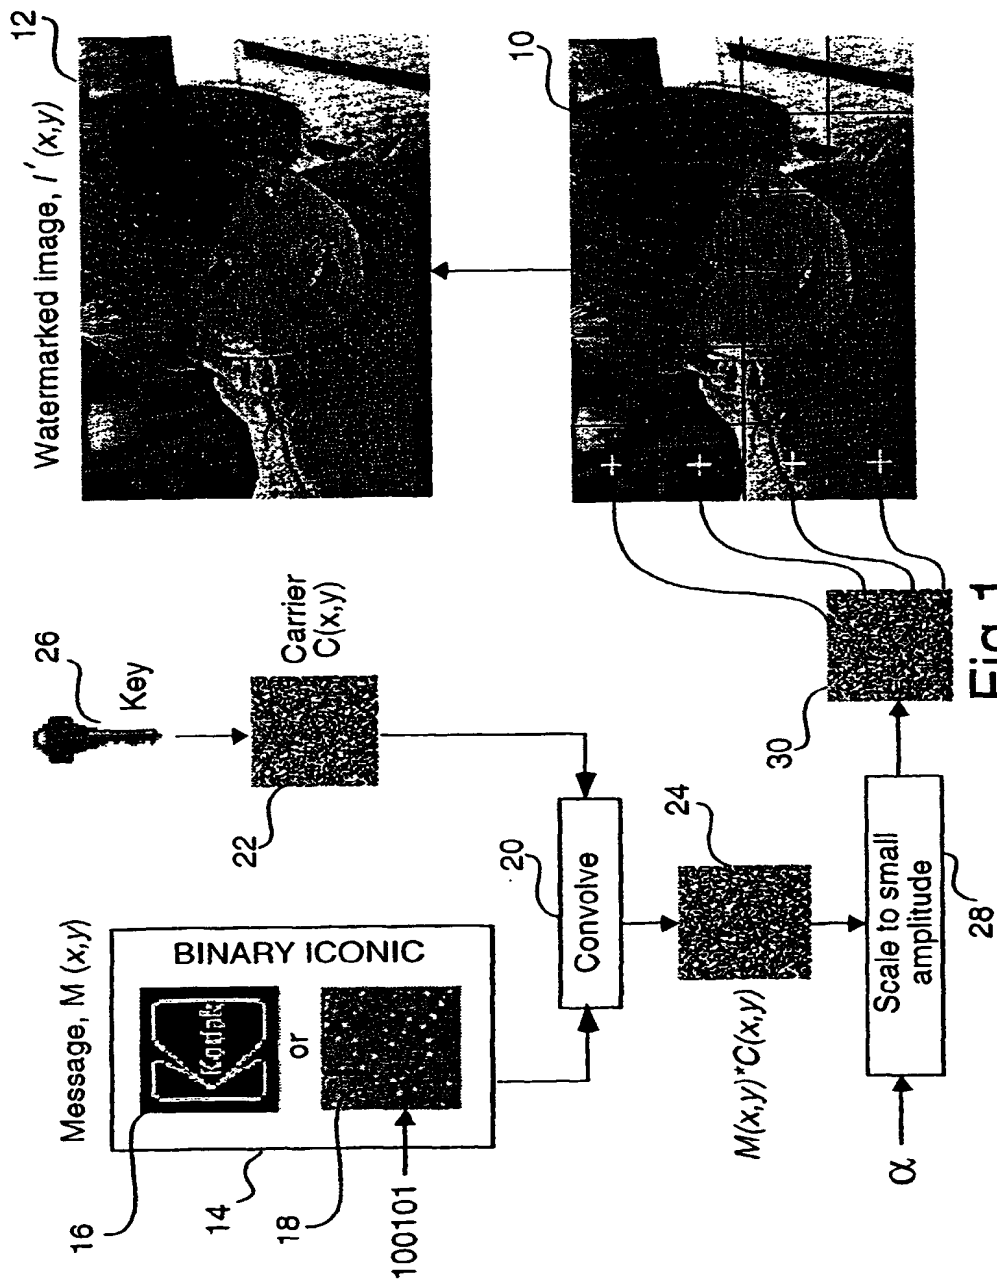 Message, M (x,y)
BINARY ICONIC
16
Kodak
or
14
18
100101
26
Key
Carrier
C(x,y)
22
20
Convolve
24
M(x,y)*C(x,y)
α
Scale to small
amplitude
28
30
Watermarked image, I′(x,y)
12
10
Fig. 1